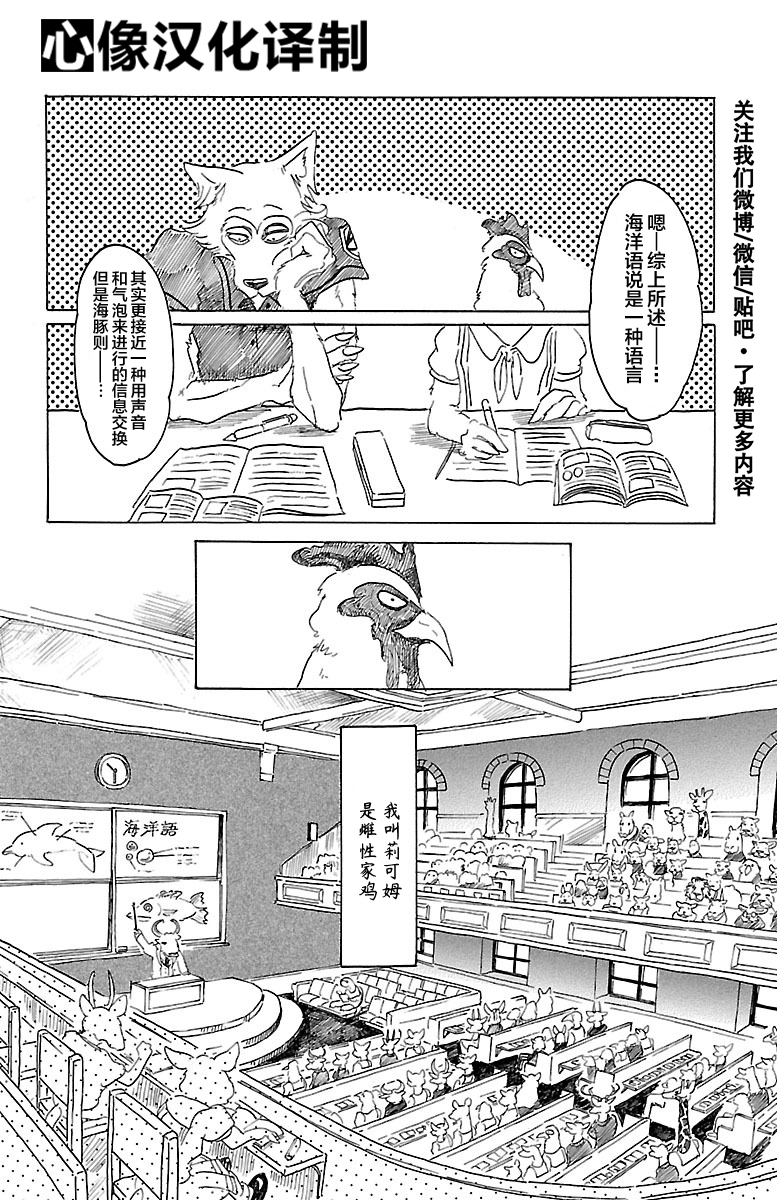 心像汉化译制
关注我们微博/微信/贴吧·了解更多内容
嗯—综上所述——…
海洋语说是一种语言
其实更接近一种用声音
和气泡来进行的信息交换
但是海豚则——…
我叫莉可姆
是雌性家鸡
海洋語